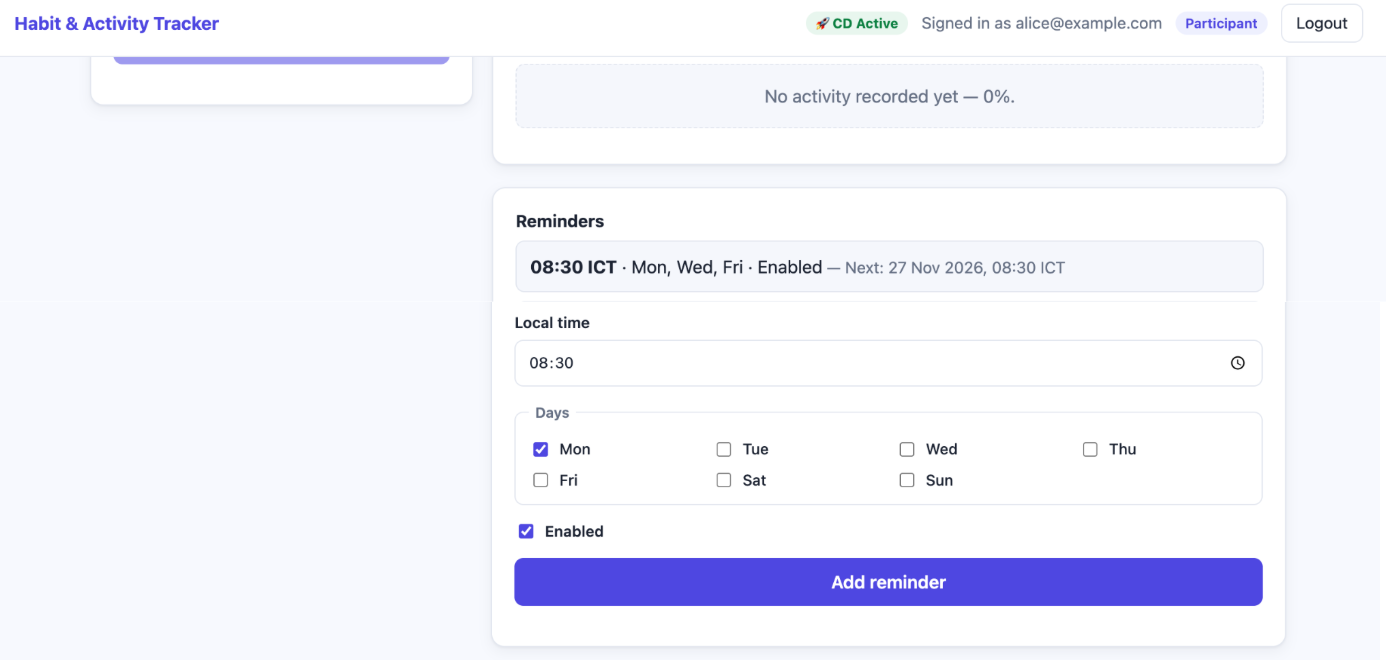 Habit & Activity Tracker
🚀 CD Active
Signed in as alice@example.com
Participant
Logout
No activity recorded yet — 0%.
Reminders
08:30 ICT · Mon, Wed, Fri · Enabled — Next: 27 Nov 2026, 08:30 ICT
Local time
08:30
Days
Mon
Tue
Wed
Thu
Fri
Sat
Sun
Enabled
Add reminder